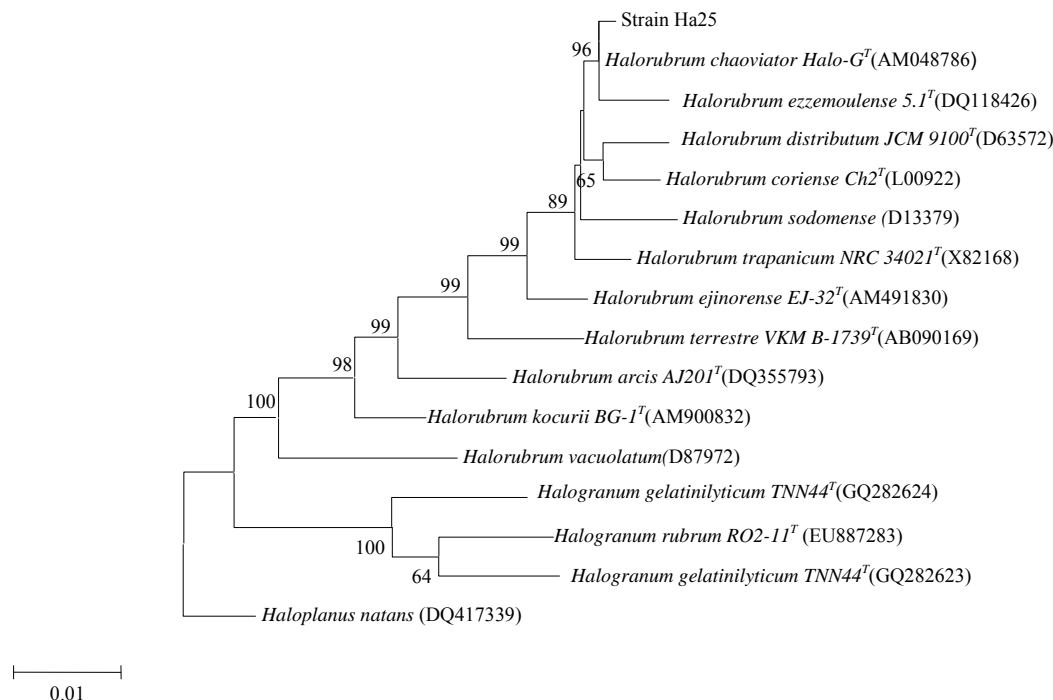 Strain Ha25
96
Halorubrum chaoviator Halo-G^T(AM048786)
Halorubrum ezzemoulense 5.1^T(DQ118426)
Halorubrum distributum JCM 9100^T(D63572)
65
Halorubrum coriense Ch2^T(L00922)
89
Halorubrum sodomense (D13379)
99
Halorubrum trapanicum NRC 34021^T(X82168)
99
Halorubrum ejinorense EJ-32^T(AM491830)
99
Halorubrum terrestre VKM B-1739^T(AB090169)
98
Halorubrum arcis AJ201^T(DQ355793)
100
Halorubrum kocurii BG-1^T(AM900832)
Halorubrum vacuolatum(D87972)
Halogranum gelatinilyticum TNN44^T(GQ282624)
100
Halogranum rubrum RO2-11^T (EU887283)
64
Halogranum gelatinilyticum TNN44^T(GQ282623)
Haloplanus natans (DQ417339)
0.01